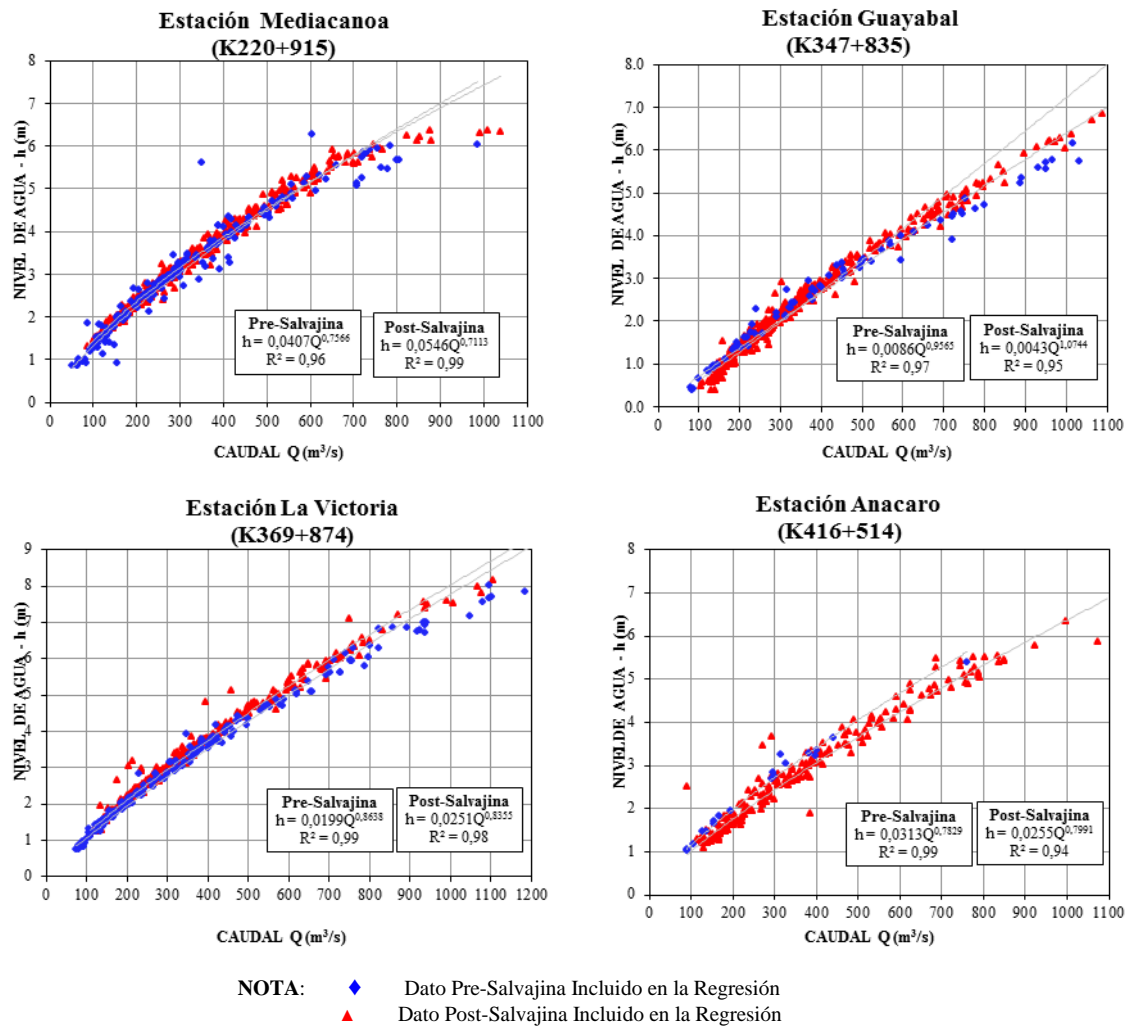 Estación Mediacanoa
(K220+915)
8
7
6
5
4
3
2
1
0
NIVEL DE AGUA - h (m)
0 100 200 300 400 500 600 700 800 900 1000 1100
CAUDAL Q (m³/s)
Pre-Salvajina
h = 0,0407Q^0,7566
R² = 0,96
Post-Salvajina
h = 0,0546Q^0,7113
R² = 0,99
Estación Guayabal
(K347+835)
8.0
7.0
6.0
5.0
4.0
3.0
2.0
1.0
0.0
NIVEL DE AGUA - h (m)
0 100 200 300 400 500 600 700 800 900 1000 1100
CAUDAL Q (m³/s)
Pre-Salvajina
h = 0,0086Q^0,9565
R² = 0,97
Post-Salvajina
h = 0,0043Q^1,0744
R² = 0,95
Estación La Victoria
(K369+874)
9
8
7
6
5
4
3
2
1
0
NIVEL DE AGUA - h (m)
0 100 200 300 400 500 600 700 800 900 1000 1100 1200
CAUDAL Q (m³/s)
Pre-Salvajina
h = 0,0199Q^0,8638
R² = 0,99
Post-Salvajina
h = 0,0251Q^0,8355
R² = 0,98
Estación Anacaro
(K416+514)
8
7
6
5
4
3
2
1
0
NIVEL DE AGUA - h (m)
0 100 200 300 400 500 600 700 800 900 1000 1100
CAUDAL Q (m³/s)
Pre-Salvajina
h = 0,0313Q^0,7829
R² = 0,99
Post-Salvajina
h = 0,0255Q^0,7991
R² = 0,94
NOTA: Dato Pre-Salvajina Incluido en la Regresión
Dato Post-Salvajina Incluido en la Regresión